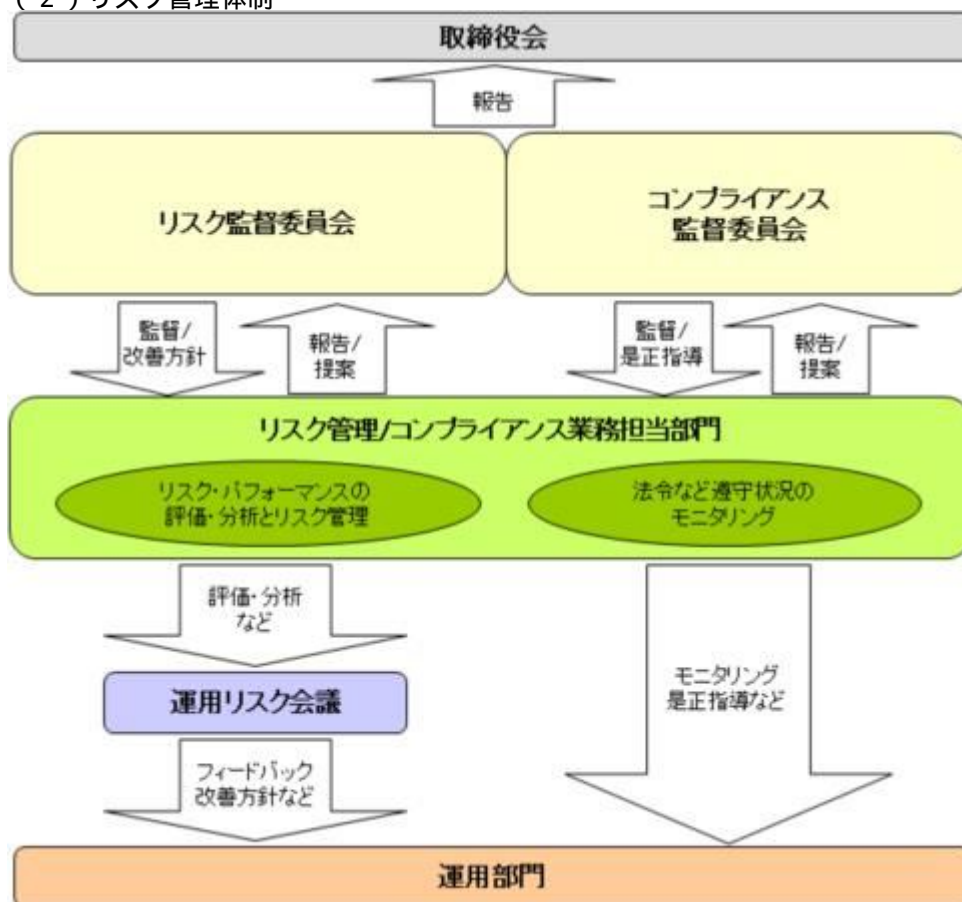 (2)リスク管理体制
取締役会
報告
リスク監督委員会
コンプライアンス
監督委員会
監督/
改善方針
報告/
提案
監督/
是正指導
報告/
提案
リスク管理/コンプライアンス業務担当部門
リスク・パフォーマンスの
評価・分析とリスク管理
法令など遵守状況の
モニタリング
評価・分析
など
運用リスク会議
モニタリング
是正指導など
フィードバック
改善方針など
運用部門